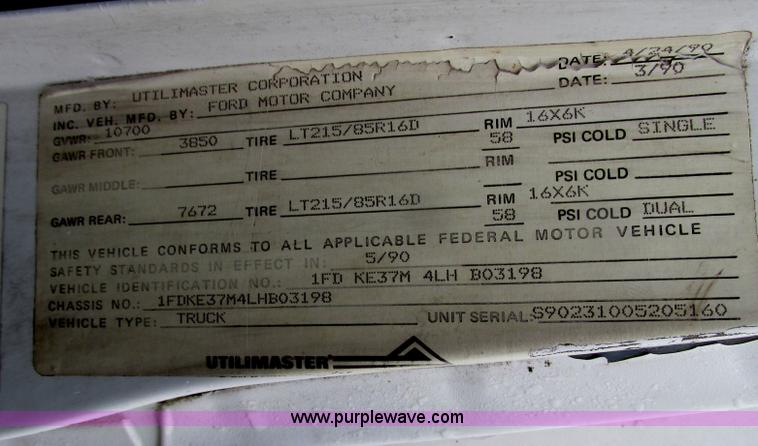 MFD. BY: UTILIMASTER CORPORATION DATE: 4/24/90
INC. VEH. MFD. BY: FORD MOTOR COMPANY DATE: 3/90
GVWR: 10700
GAWR FRONT: 3850 TIRE LT215/85R16D RIM 16X6K 58 PSI COLD SINGLE
GAWR MIDDLE: TIRE RIM PSI COLD
GAWR REAR: 7672 TIRE LT215/85R16D RIM 16X6K 58 PSI COLD DUAL
THIS VEHICLE CONFORMS TO ALL APPLICABLE FEDERAL MOTOR VEHICLE
SAFETY STANDARDS IN EFFECT IN: 5/90
VEHICLE IDENTIFICATION NO.: 1FD KE37M 4LH B03198
CHASSIS NO.: 1FDKE37M4LHB03198
VEHICLE TYPE: TRUCK UNIT SERIAL: S90231005205160
UTILIMASTER
www.purplewave.com